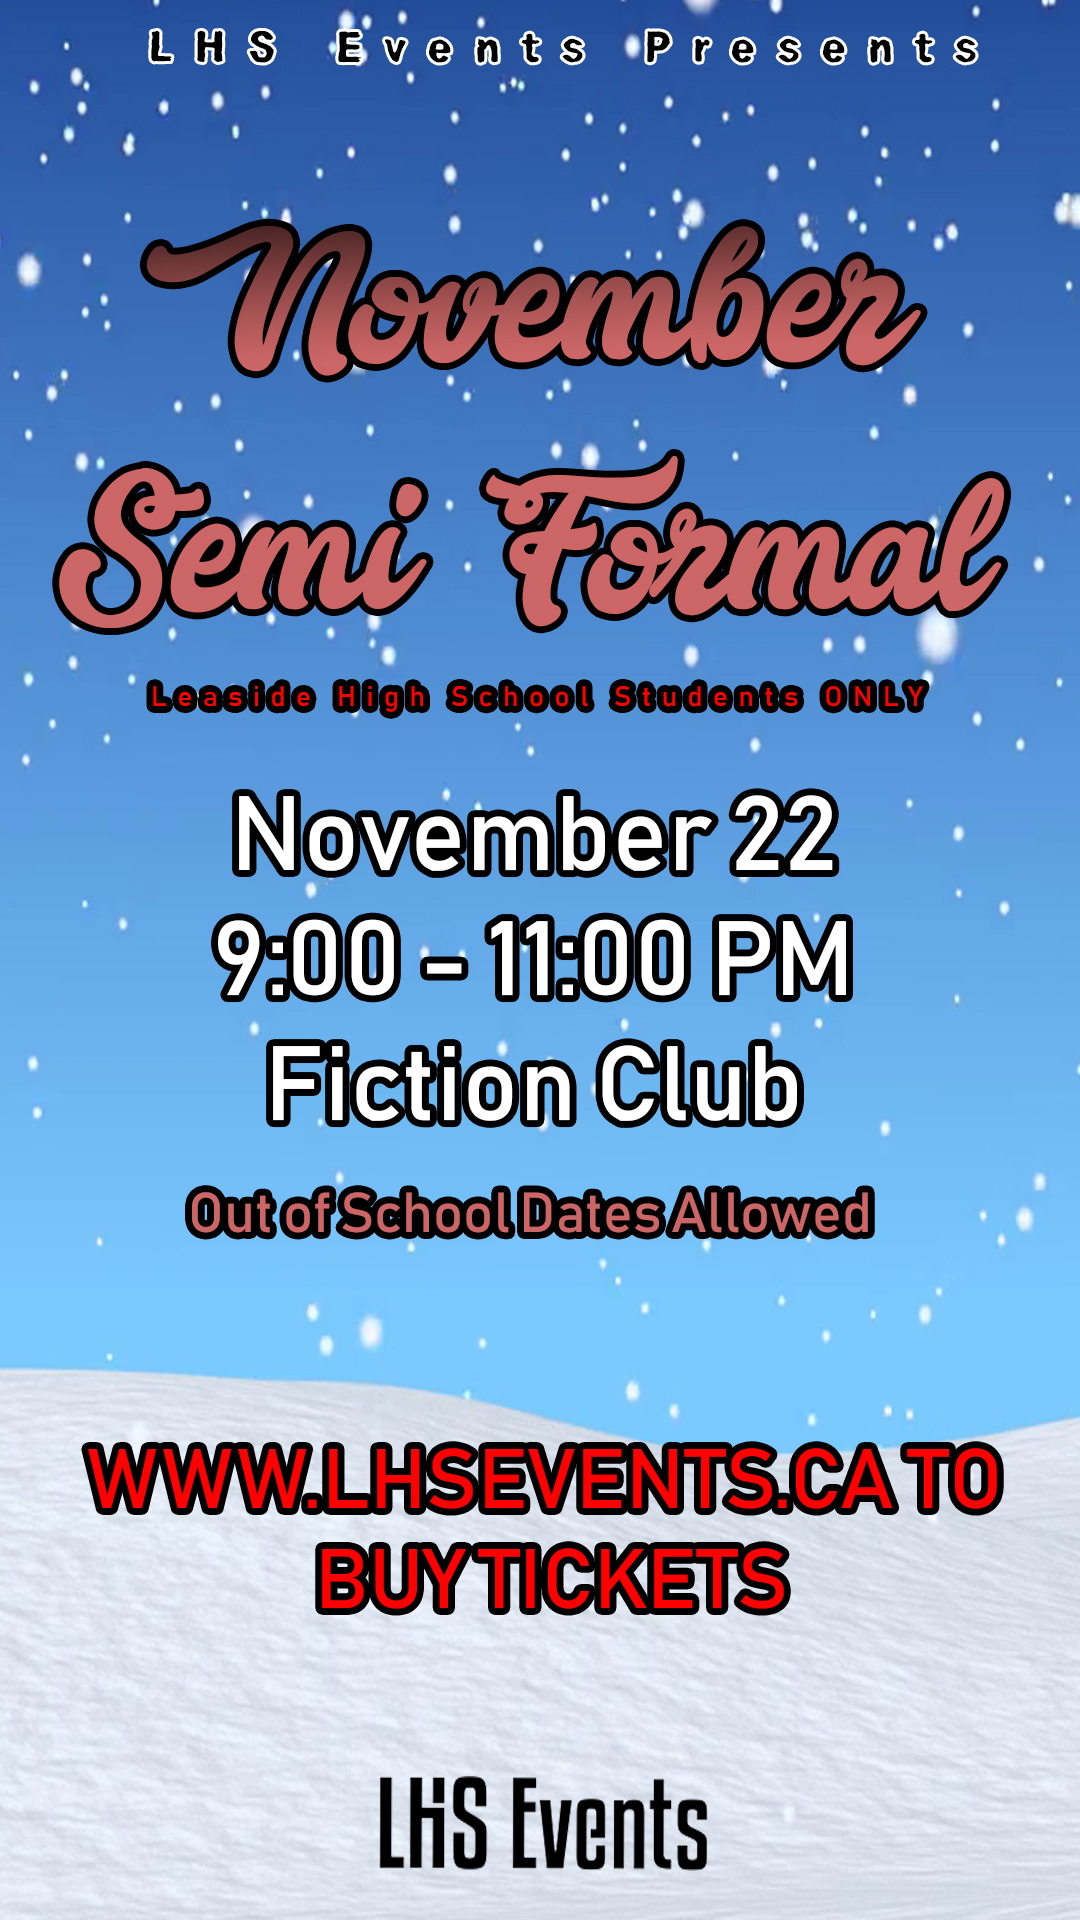 LHS Events Presents
November
Semi Formal
Leaside High School Students ONLY
November 22
9:00 - 11:00 PM
Fiction Club
Out of School Dates Allowed
WWW.LHSEVENTS.CA TO
BUY TICKETS
LHS Events